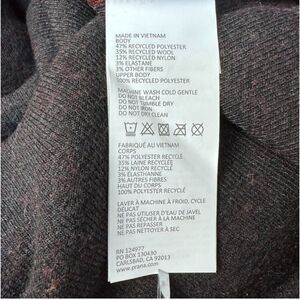 MADE IN VIETNAM
BODY
47% RECYCLED POLYESTER
35% RECYCLED WOOL
12% RECYCLED NYLON
3% ELASTANE
3% OTHER FIBERS
UPPER BODY
100% RECYCLED POLYESTER
MACHINE WASH COLD GENTLE
DO NOT BLEACH
DO NOT TUMBLE DRY
DO NOT IRON
DO NOT DRY CLEAN
FABRIQUÉ AU VIETNAM
CORPS
47% POLYESTER RECYCLÉ
35% LAINE RECYCLÉE
12% NYLON RECYCLÉ
3% ÉLASTHANNE
3% AUTRES FIBRES
HAUT DU CORPS
100% POLYESTER RECYCLÉ
LAVER À MACHINE À FROID, CYCLE
DÉLICAT
NE PAS UTILISER D'EAU DE JAVEL
NE PAS SÉCHER À MACHINE
NE PAS REPASSER
NE PAS NETTOYER À SEC
RN 124977
PO BOX 130430
CARLSBAD, CA 92013
www.prana.com